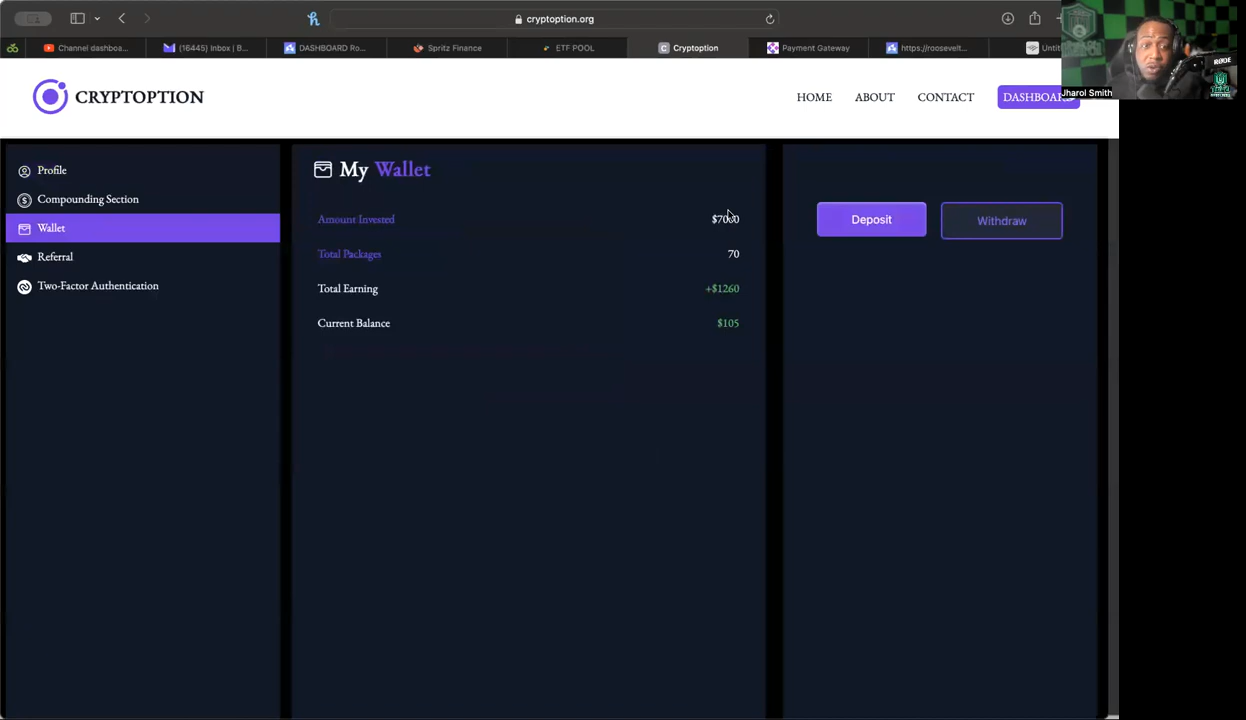 cryptoption.org
Channel dashboa...
(16445) Inbox | B...
DASHBOARD Ro...
Spritz Finance
ETF POOL
Cryptoption
Payment Gateway
https://roosevelt...
Unti
RØDE
Jharol Smith
CRYPTOPTION
HOME
ABOUT
CONTACT
DASHBOARD
Profile
Compounding Section
Wallet
Referral
Two-Factor Authentication
My Wallet
Amount Invested $7000
Total Packages 70
Total Earning +$1260
Current Balance $105
Deposit
Withdraw